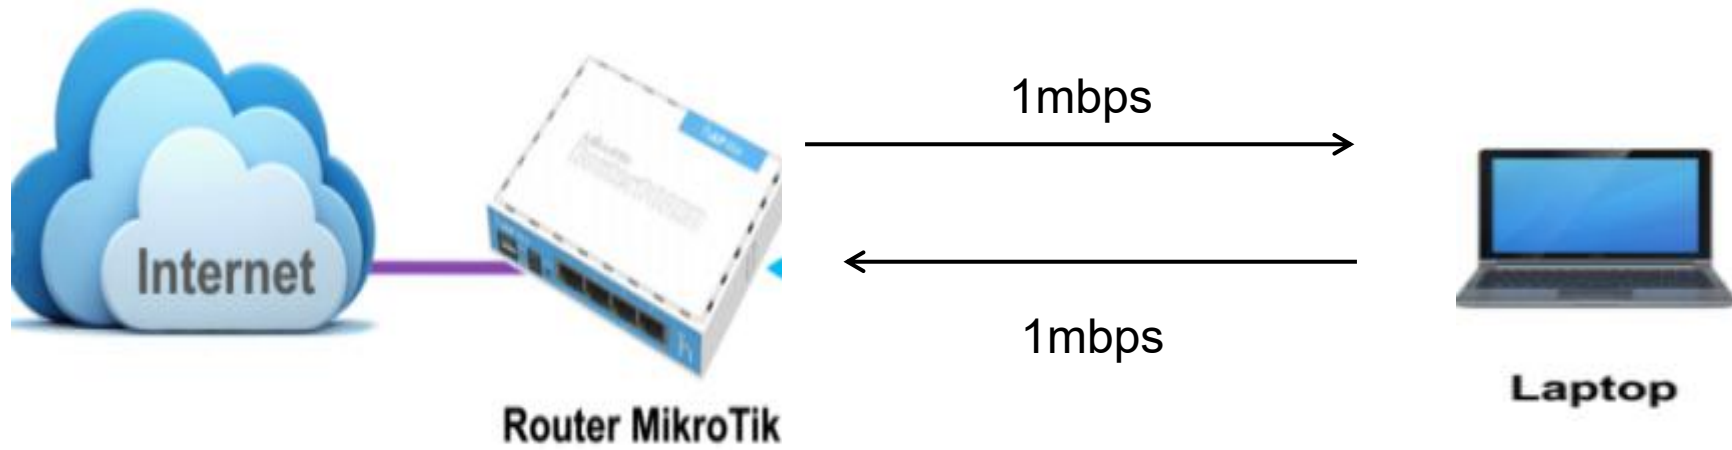 1mbps
Internet
1mbps
Laptop
Router MikroTik